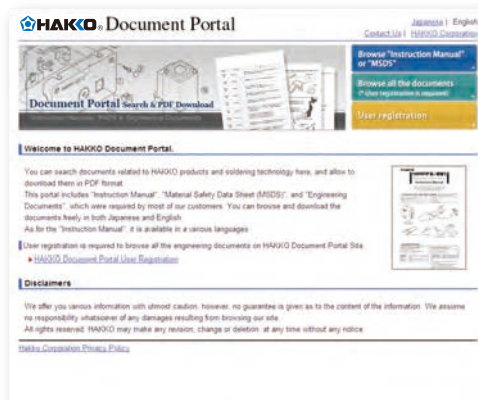 HAKKO® Document Portal
Japanese | English
Contact Us | HAKKO Corporation
Browse "Instruction Manual"
or "MSDS"
Browse all the documents
(* User registration is required)
User registration
Document Portal Search & PDF Download
Instruction Manuals, MSDS & Engineering Documents
Welcome to HAKKO Document Portal.
You can search documents related to HAKKO products and soldering technology here, and allow to
download them in PDF format.
This portal includes "Instruction Manual", "Material Safety Data Sheet (MSDS)", and "Engineering
Documents", which were required by most of our customers. You can browse and download the
documents freely in both Japanese and English.
As for the "Instruction Manual", it is available in a various languages.
User registration is required to browse all the engineering documents on HAKKO Document Portal Site.
HAKKO Document Portal User Registration
Disclaimers
We offer you various information with utmost caution, however, no guarantee is given as to the content of the information. We assume
no responsibility whatsoever of any damages resulting from browsing our site.
All rights reserved. HAKKO may make any revision, change or deletion, at any time without any notice.
Hakko Corporation Privacy Policy